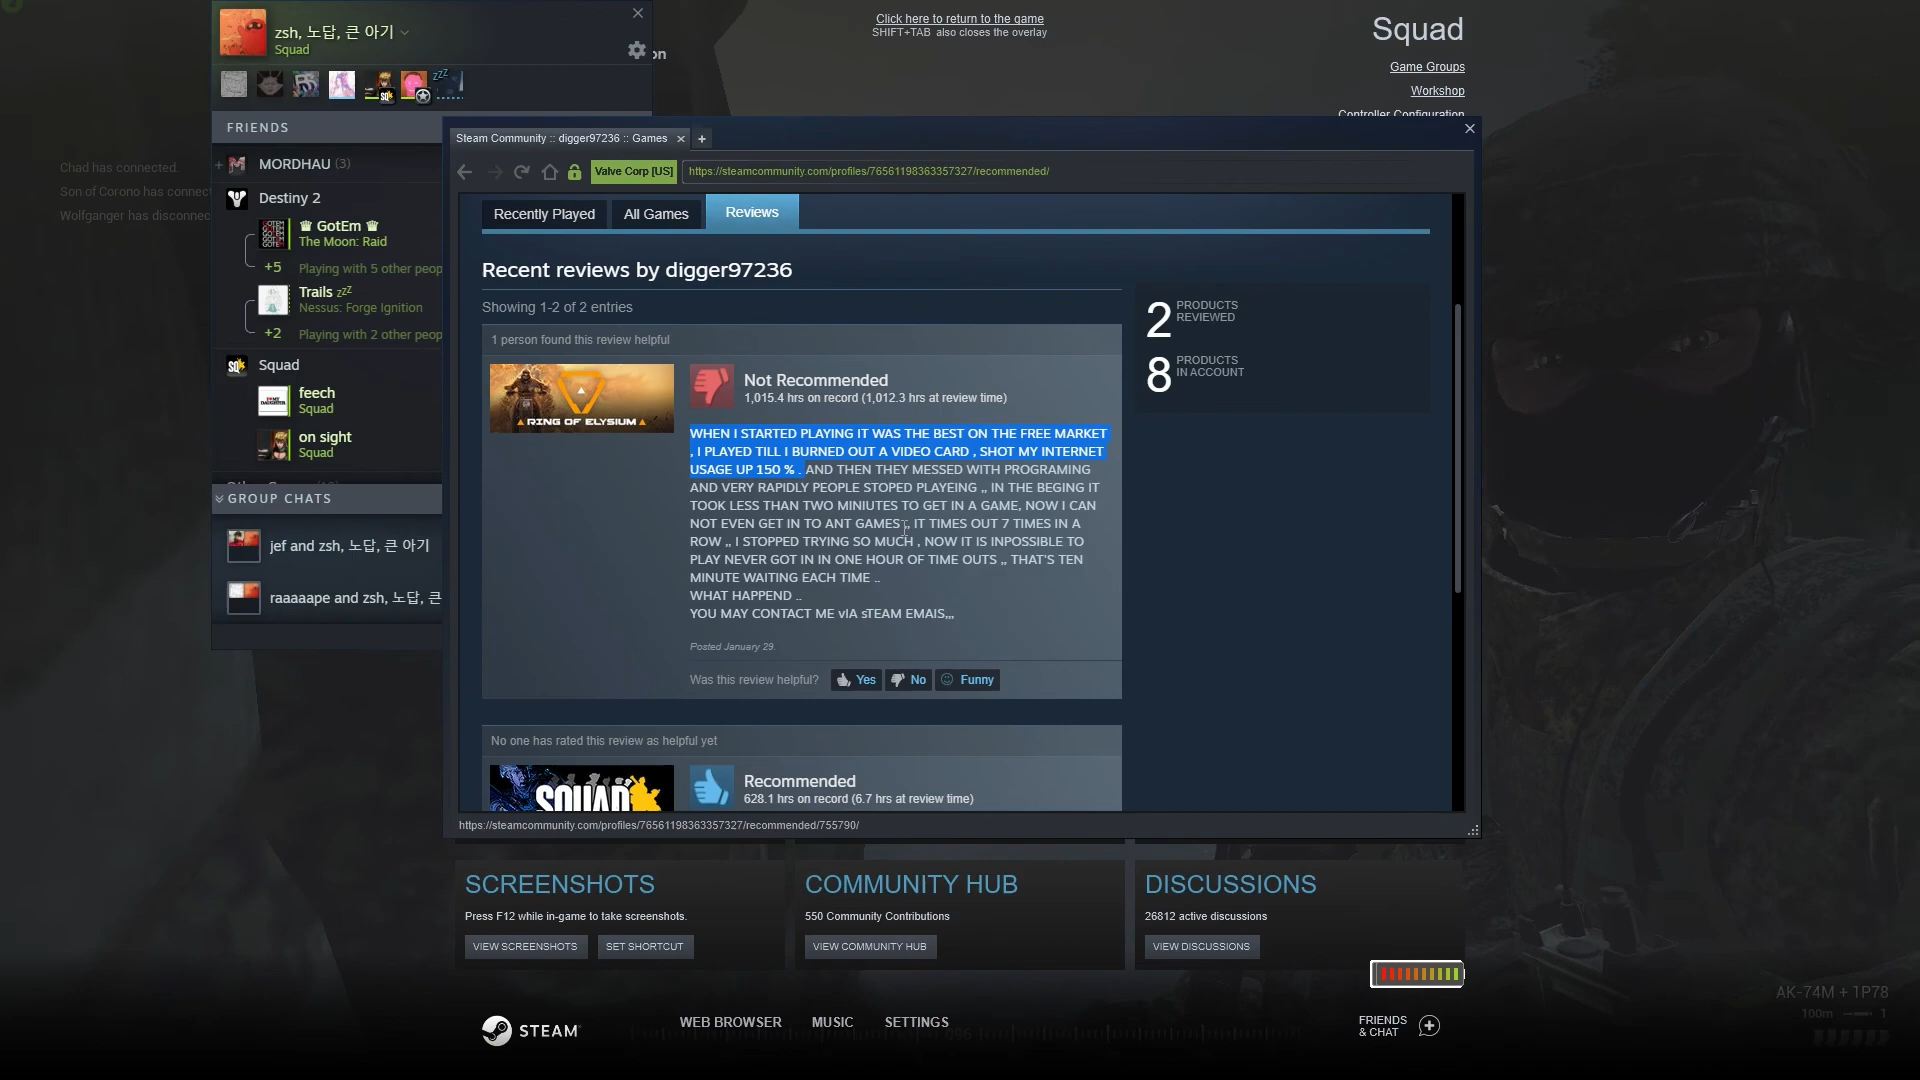 zsh, 노답, 큰 아기
Squad
on
FRIENDS
MORDHAU (3)
Destiny 2
♛ GotEm ♛
The Moon: Raid
+5 Playing with 5 other peop
Trails zzZ
Nessus: Forge Ignition
+2 Playing with 2 other peop
Squad
feech
Squad
on sight
Squad
GROUP CHATS
jef and zsh, 노답, 큰 아기
raaaaape and zsh, 노답, 큰
Chad has connected.
Son of Corono has connect
Wolfganger has disconnec
Click here to return to the game
SHIFT+TAB also closes the overlay
Squad
Game Groups
Workshop
Controller Configuration
Steam Community :: digger97236 :: Games
Valve Corp [US]
https://steamcommunity.com/profiles/76561198363357327/recommended/
Recently Played
All Games
Reviews
Recent reviews by digger97236
Showing 1-2 of 2 entries
1 person found this review helpful
RING OF ELYSIUM
Not Recommended
1,015.4 hrs on record (1,012.3 hrs at review time)
WHEN I STARTED PLAYING IT WAS THE BEST ON THE FREE MARKET
, I PLAYED TILL I BURNED OUT A VIDEO CARD , SHOT MY INTERNET
USAGE UP 150 % . AND THEN THEY MESSED WITH PROGRAMING
AND VERY RAPIDLY PEOPLE STOPED PLAYEING ,, IN THE BEGING IT
TOOK LESS THAN TWO MINIUTES TO GET IN A GAME, NOW I CAN
NOT EVEN GET IN TO ANT GAMES ,, IT TIMES OUT 7 TIMES IN A
ROW ,, I STOPPED TRYING SO MUCH , NOW IT IS INPOSSIBLE TO
PLAY NEVER GOT IN IN ONE HOUR OF TIME OUTS ,, THAT'S TEN
MINUTE WAITING EACH TIME ..
WHAT HAPPEND ..
YOU MAY CONTACT ME vIA sTEAM EMAIS,,,
Posted January 29.
Was this review helpful? Yes No Funny
2 PRODUCTS
REVIEWED
8 PRODUCTS
IN ACCOUNT
No one has rated this review as helpful yet
SQUAD
Recommended
628.1 hrs on record (6.7 hrs at review time)
https://steamcommunity.com/profiles/76561198363357327/recommended/755790/
SCREENSHOTS
Press F12 while in-game to take screenshots.
VIEW SCREENSHOTS
SET SHORTCUT
COMMUNITY HUB
550 Community Contributions
VIEW COMMUNITY HUB
DISCUSSIONS
26812 active discussions
VIEW DISCUSSIONS
STEAM
WEB BROWSER
MUSIC
SETTINGS
FRIENDS
& CHAT
AK-74M + 1P78
100m
1